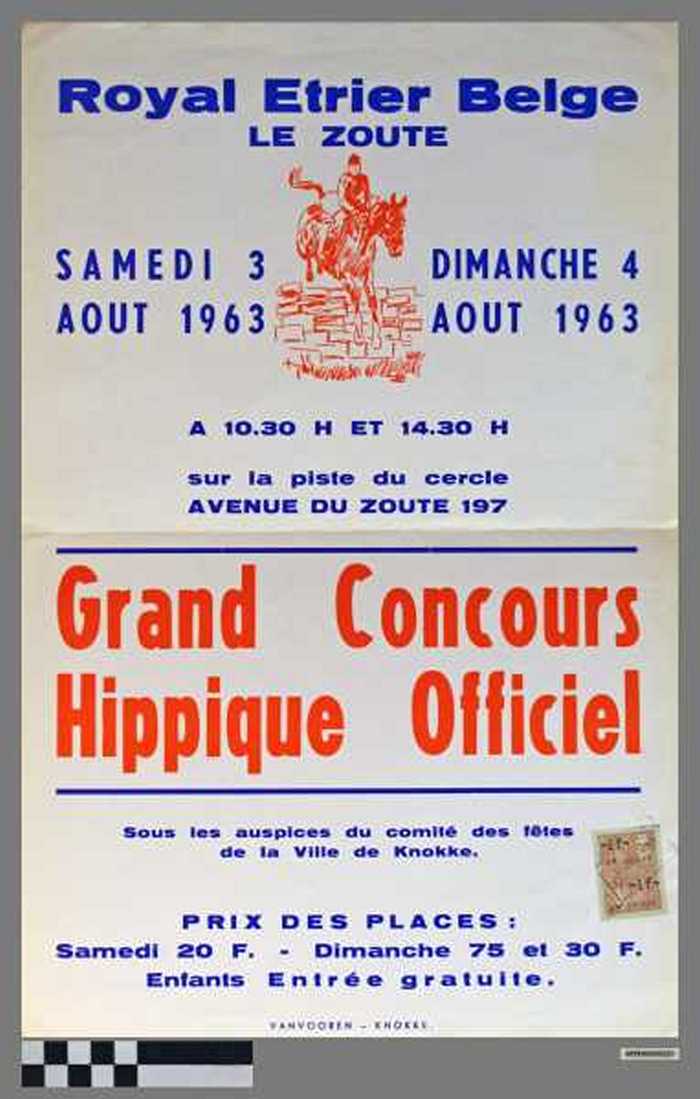 Royal Etrier Belge
LE ZOUTE
SAMEDI 3 DIMANCHE 4
AOUT 1963 AOUT 1963
A 10.30 H ET 14.30 H
sur la piste du cercle
AVENUE DU ZOUTE 197
Grand Concours
Hippique Officiel
Sous les auspices du comité des fêtes
de la Ville de Knokke.
PRIX DES PLACES :
Samedi 20 F. - Dimanche 75 et 30 F.
Enfants Entrée gratuite.
VANVOOREN - KNOKKE